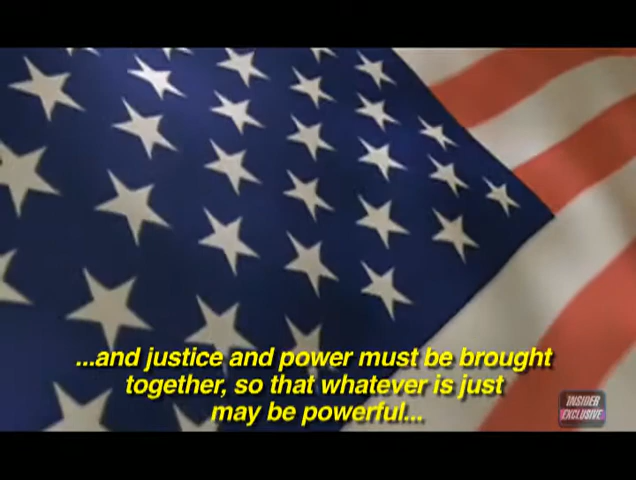 ...and justice and power must be brought
together, so that whatever is just
may be powerful...
INSIDER
EXCLUSIVE